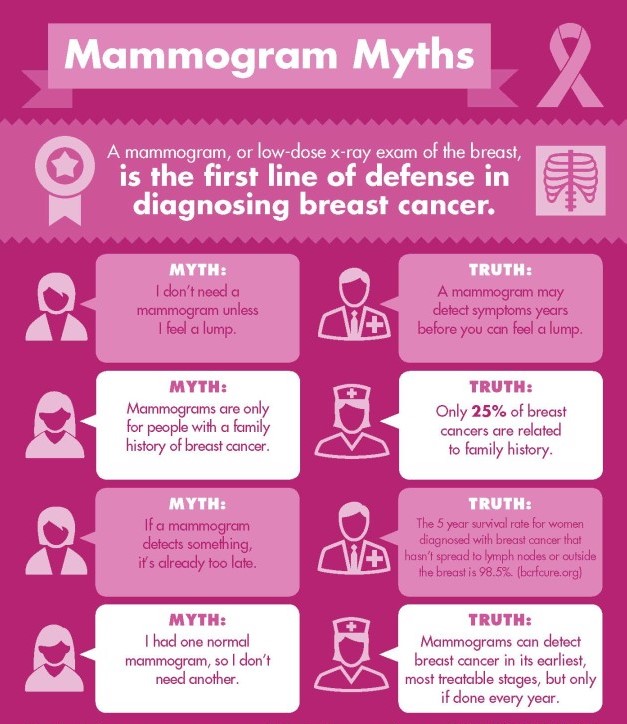 Mammogram Myths
A mammogram, or low-dose x-ray exam of the breast,
is the first line of defense in
diagnosing breast cancer.
MYTH:
I don't need a
mammogram unless
I feel a lump.
TRUTH:
A mammogram may
detect symptoms years
before you can feel a lump.
MYTH:
Mammograms are only
for people with a family
history of breast cancer.
TRUTH:
Only 25% of breast
cancers are related
to family history.
MYTH:
If a mammogram
detects something,
it's already too late.
TRUTH:
The 5 year survival rate for women
diagnosed with breast cancer that
hasn't spread to lymph nodes or outside
the breast is 98.5%. (bcrfcure.org)
MYTH:
I had one normal
mammogram, so I don't
need another.
TRUTH:
Mammograms can detect
breast cancer in its earliest,
most treatable stages, but only
if done every year.